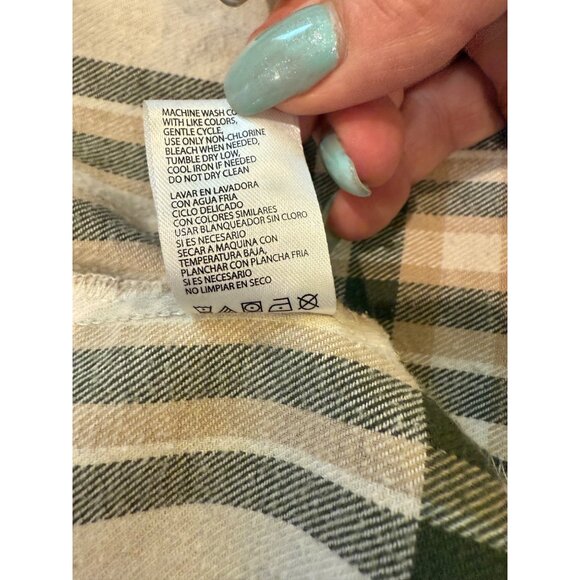 MACHINE WASH CO
WITH LIKE COLORS,
GENTLE CYCLE,
USE ONLY NON-CHLORINE
BLEACH WHEN NEEDED,
TUMBLE DRY LOW,
COOL IRON IF NEEDED
DO NOT DRY CLEAN
LAVAR EN LAVADORA
CON AGUA FRIA
CICLO DELICADO
CON COLORES SIMILARES
USAR BLANQUEADOR SIN CLORO
SI ES NECESARIO
SECAR A MAQUINA CON
TEMPERATURA BAJA,
PLANCHAR CON PLANCHA FRIA
SI ES NECESARIO
NO LIMPIAR EN SECO